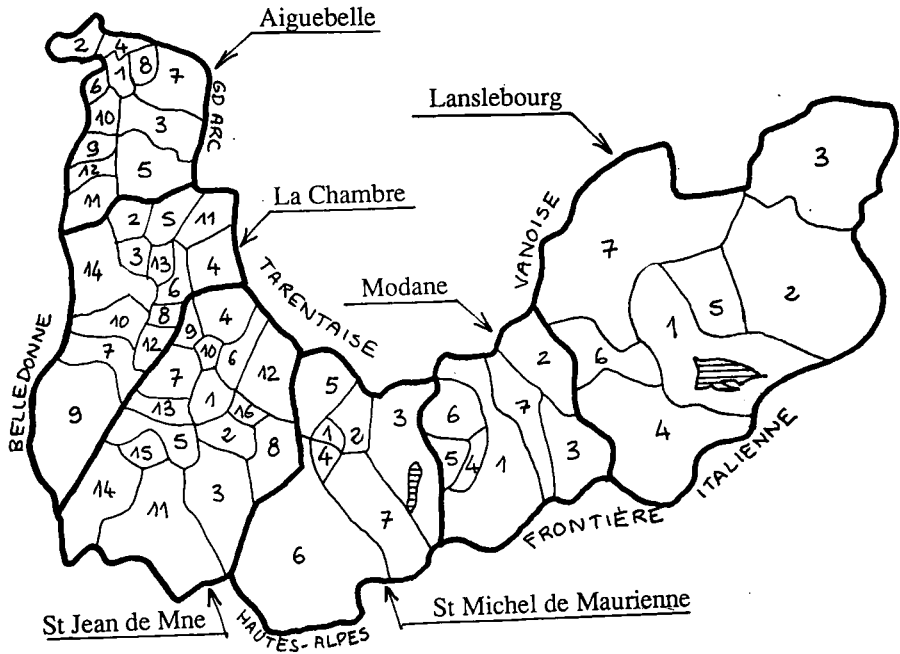 Aiguebelle
2 4
1 8 7
6
GD ARC
10 3
9
12 5
11
Lanslebourg
3
La Chambre
2 5 11
3 13 4
14
6
TARENTAISE
VANOISE
7
Modane
BELLEDONNE
10 8 9 4
7 12 10 6
7 12
9 13 1 16
5 2 8
15
14 11 3
5
1 2 3
4
6 7
2
6 7
5 4 1 3
6 1 5 2
4
FRONTIÈRE ITALIENNE
St Jean de Mne
HAUTES-ALPES
St Michel de Maurienne